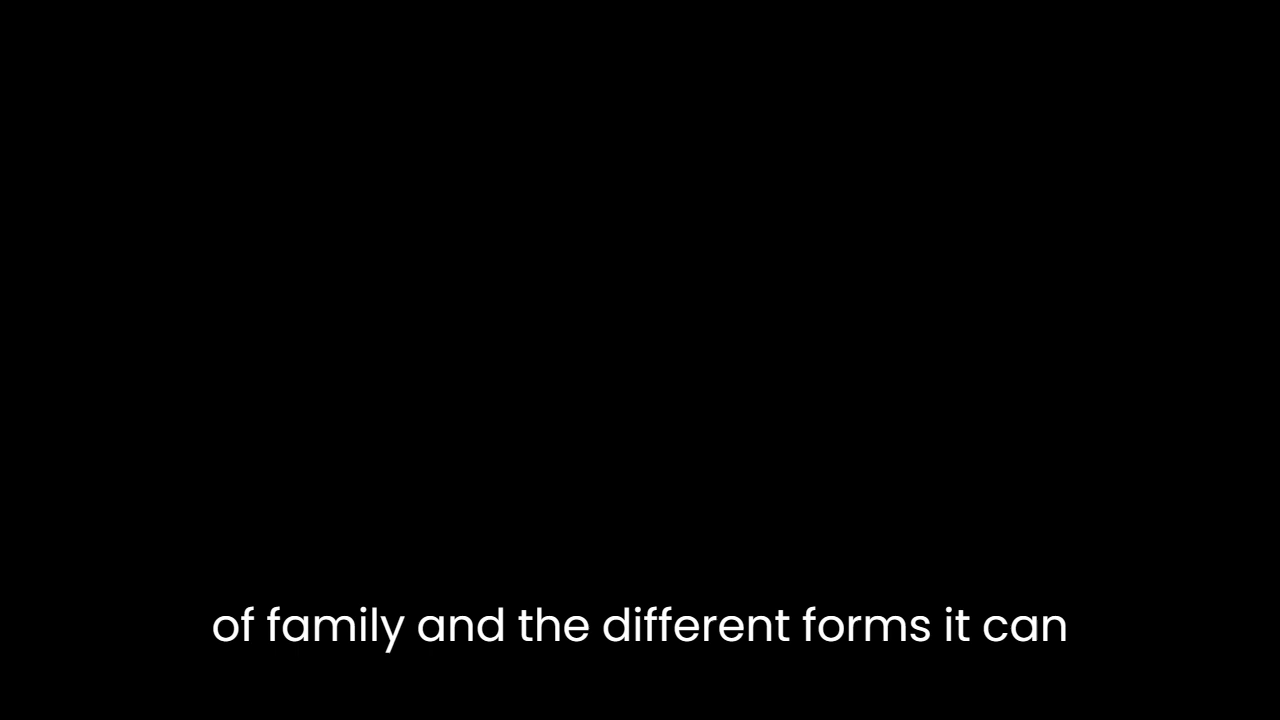 of family and the different forms it can